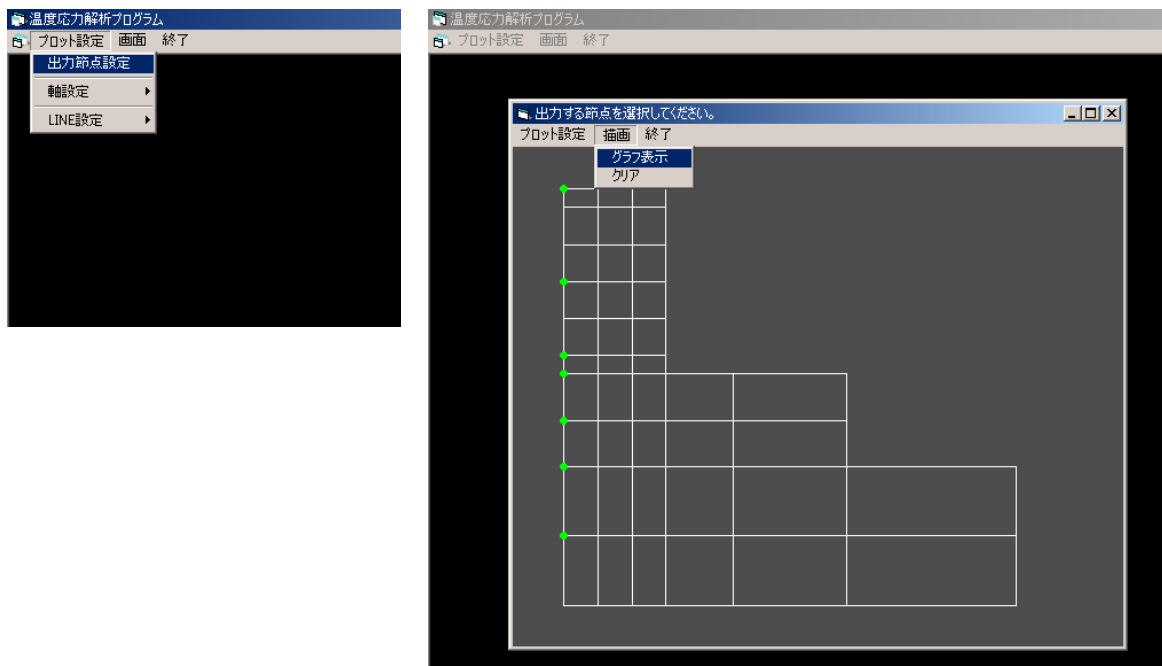 温度応力解析プログラム
プロット設定 画面 終了
出力節点設定
軸設定
LINE設定
温度応力解析プログラム
プロット設定 画面 終了
出力する節点を選択してください。
プロット設定 描画 終了
グラフ表示
クリア